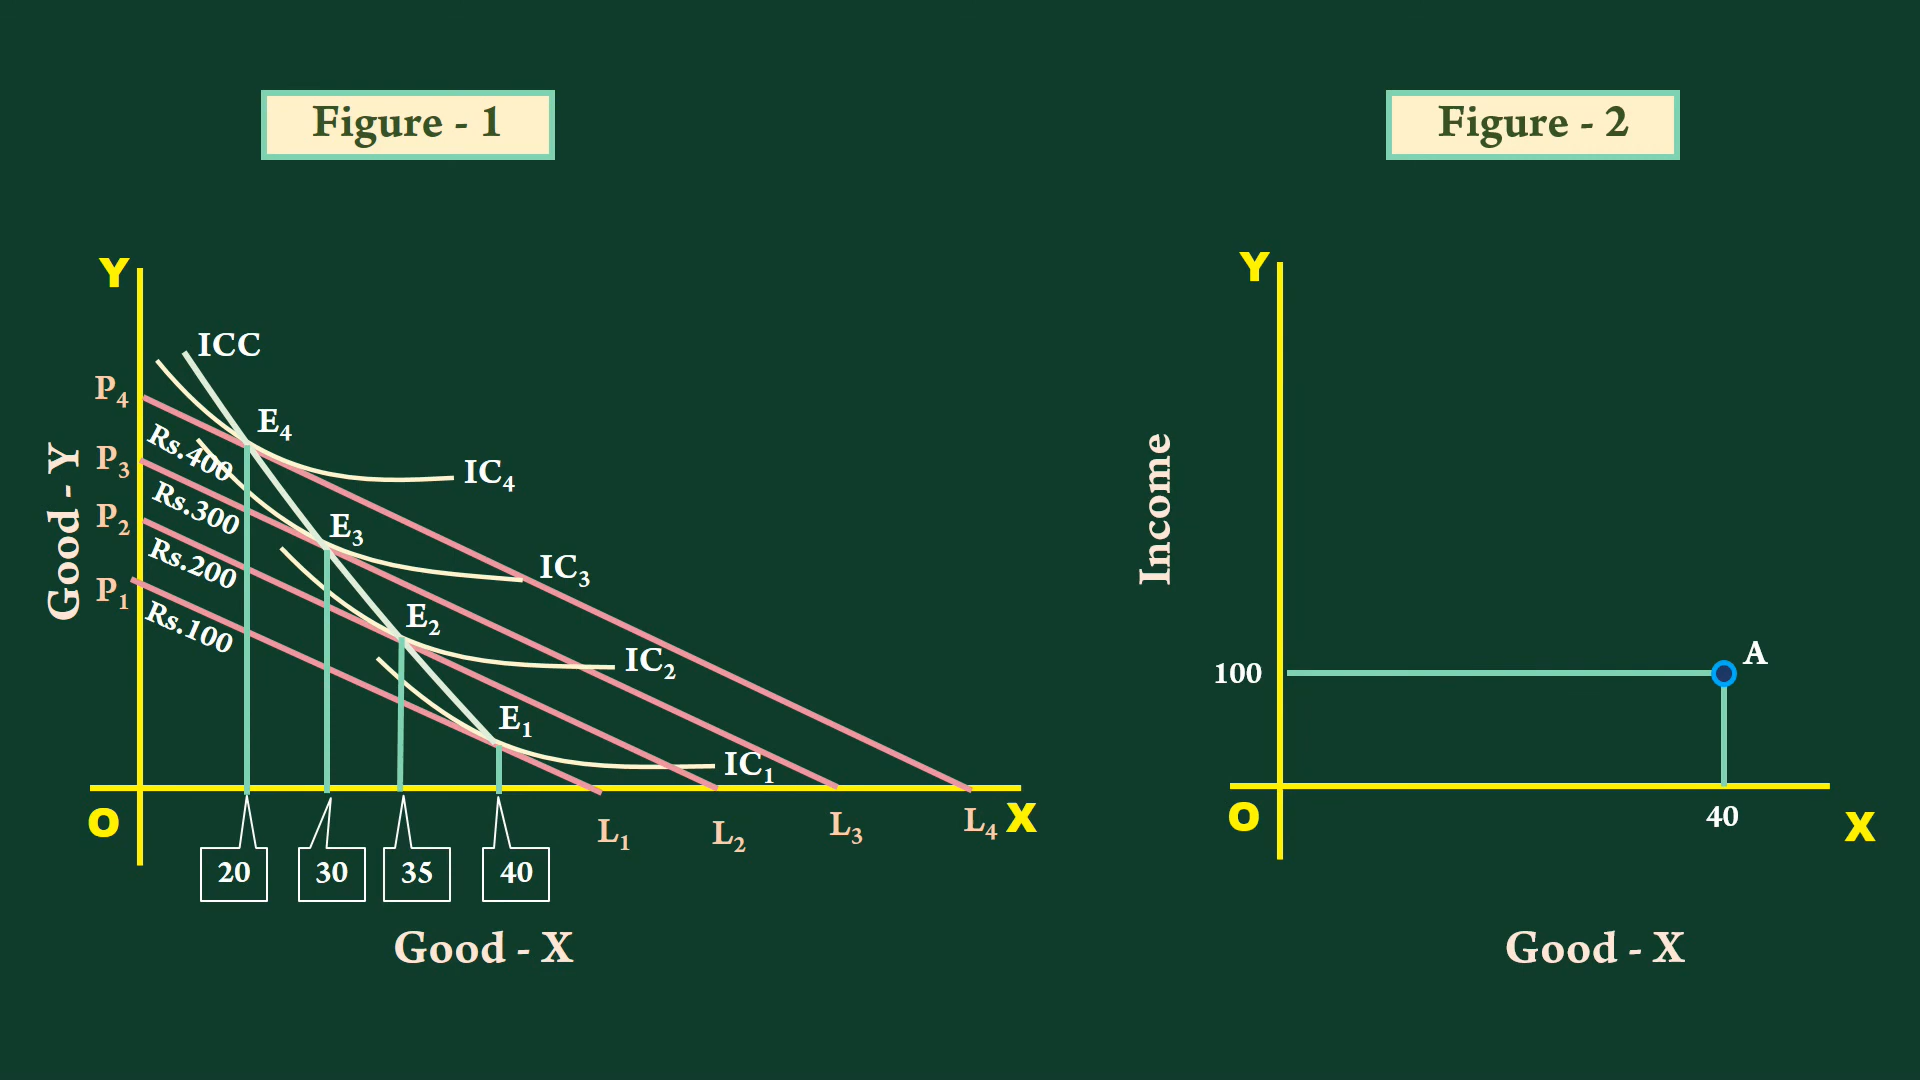 Figure - 1
Figure - 2
Y
ICC
P4
E4
Rs.400
IC4
P3
Rs.300
E3
IC3
P2
Rs.200
E2
IC2
P1
Rs.100
E1
IC1
Good - Y
O
L1
L2
L3
L4
X
20
30
35
40
Good - X
Y
Income
100
A
O
40
X
Good - X